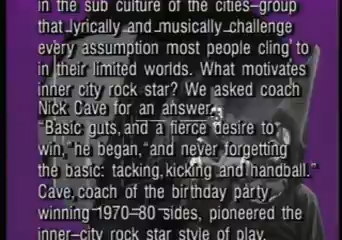 in the sub culture of the cities-group
that lyrically and musically challenge
every assumption most people cling to
in their limited worlds. What motivates
inner city rock star? We asked coach
Nick Cave for an answer.
"Basic guts, and a fierce desire to
win," he began, "and never forgetting
the basic: tacking, kicking and handball."
Cave, coach of the birthday party
winning 1970-80 sides, pioneered the
inner-city rock star style of play,